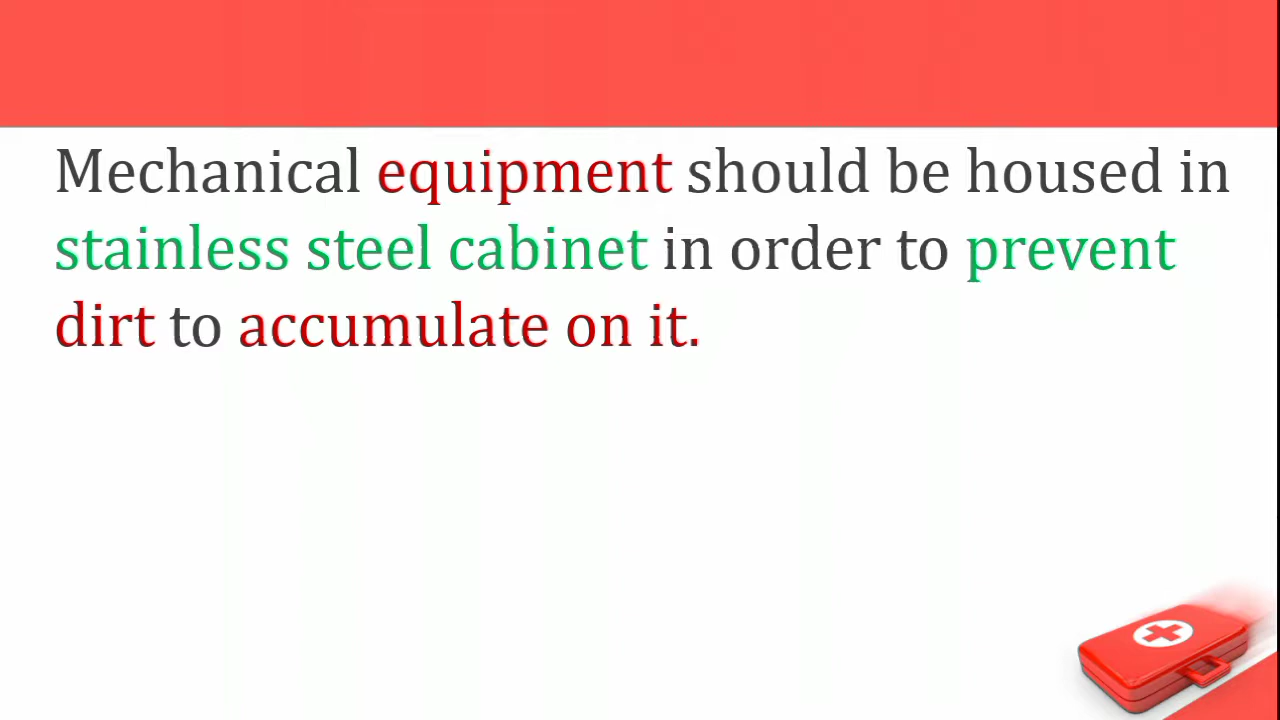 Mechanical equipment should be housed in
stainless steel cabinet in order to prevent
dirt to accumulate on it.